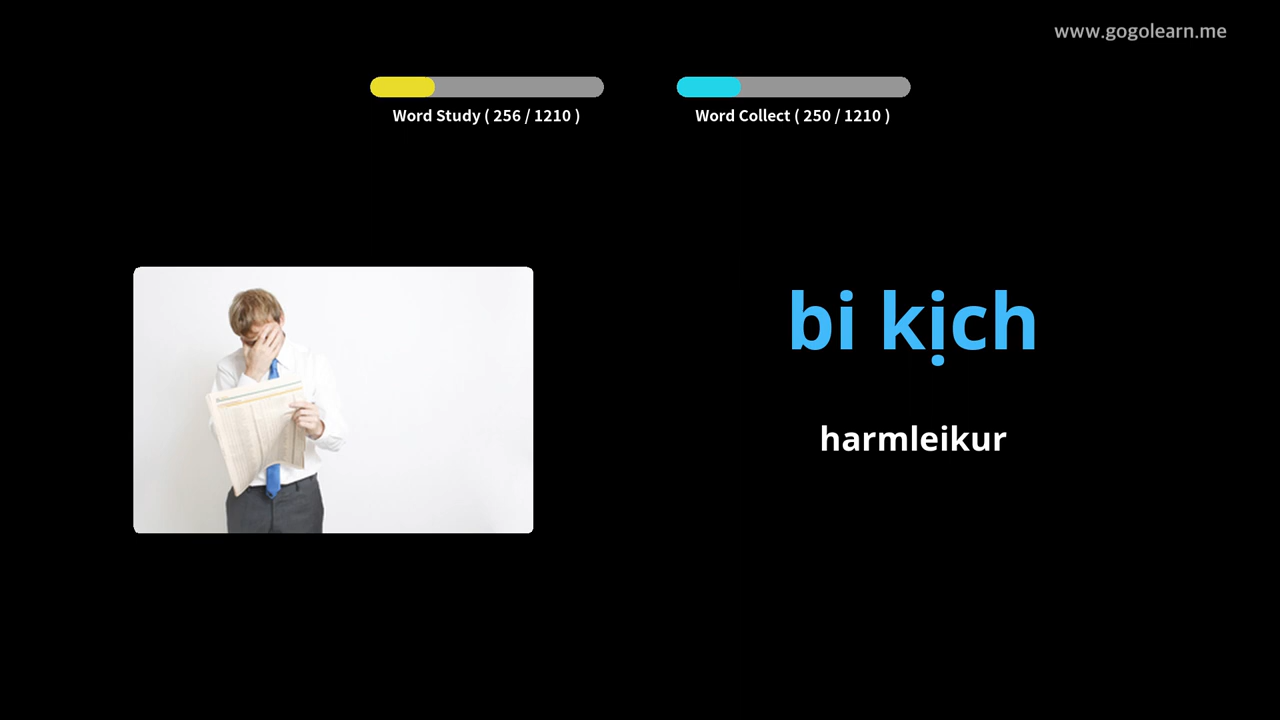 www.gogolearn.me
Word Study ( 256 / 1210 )
Word Collect ( 250 / 1210 )
bi kịch
harmleikur